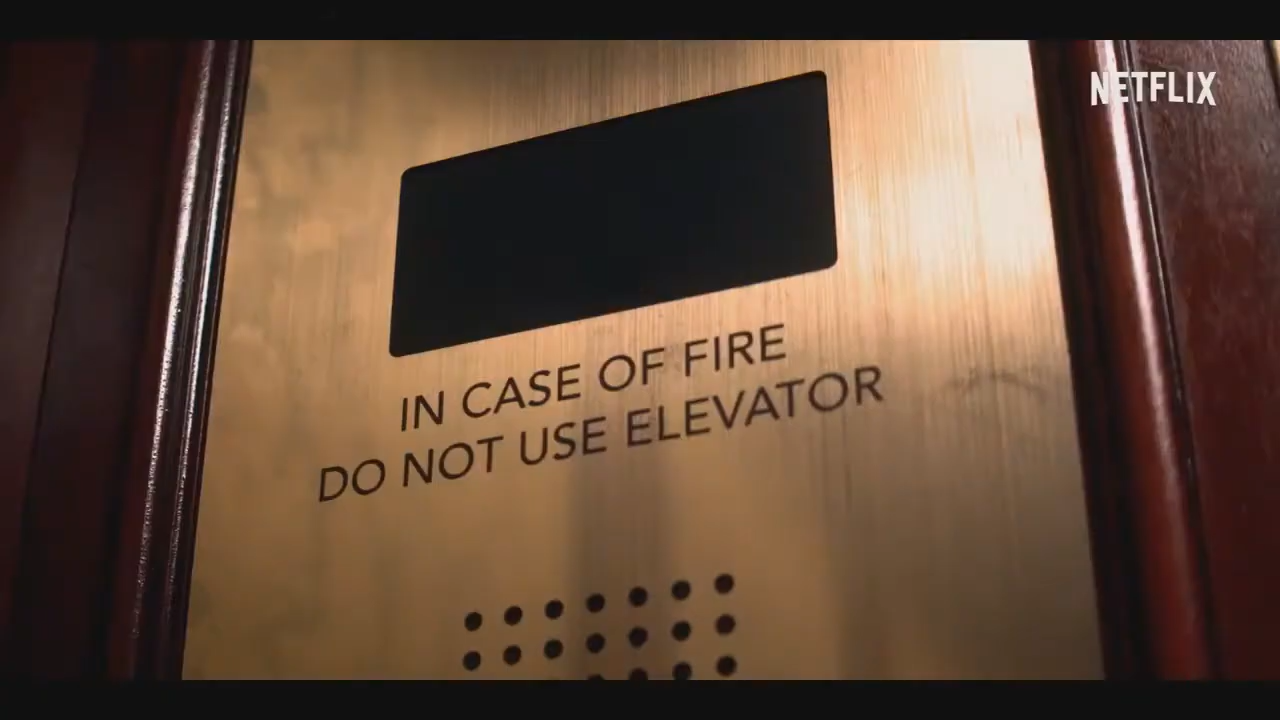 NETFLIX
IN CASE OF FIRE
DO NOT USE ELEVATOR